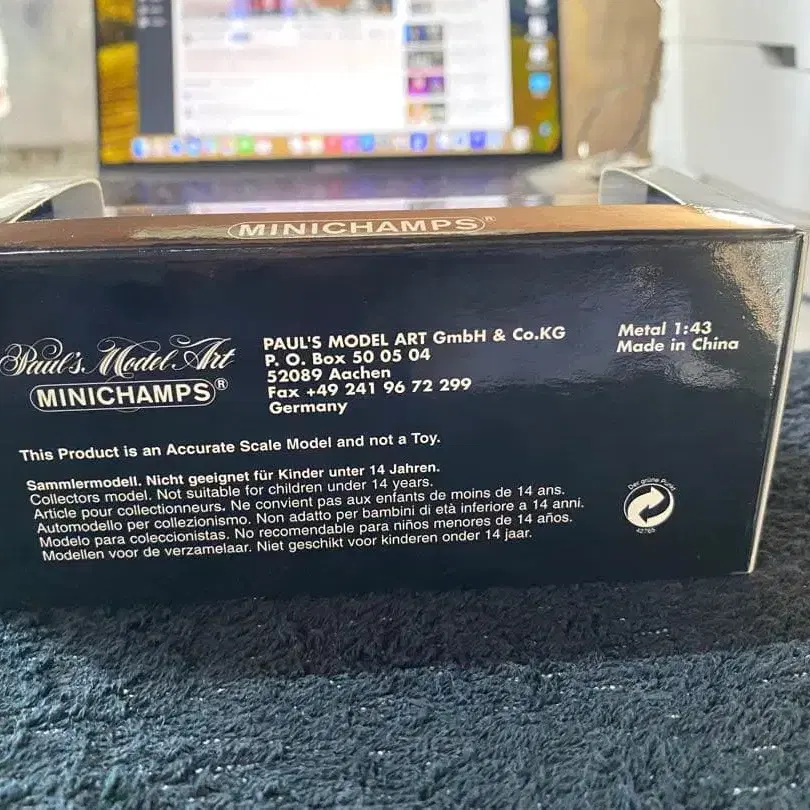 MINICHAMPS®
Paul's Model Art
MINICHAMPS®
PAUL'S MODEL ART GmbH & Co.KG
P. O. Box 50 05 04
52089 Aachen
Fax +49 241 96 72 299
Germany
Metal 1:43
Made in China
This Product is an Accurate Scale Model and not a Toy.
Sammlermodell. Nicht geeignet für Kinder unter 14 Jahren.
Collectors model. Not suitable for children under 14 years.
Article pour collectionneurs. Ne convient pas aux enfants de moins de 14 ans.
Automodello per collezionismo. Non adatto per bambini di età inferiore a 14 anni.
Modelo para coleccionistas. No recomendable para niños menores de 14 años.
Modellen voor de verzamelaar. Niet geschikt voor kinderen onder 14 jaar.
Der grüne Punkt